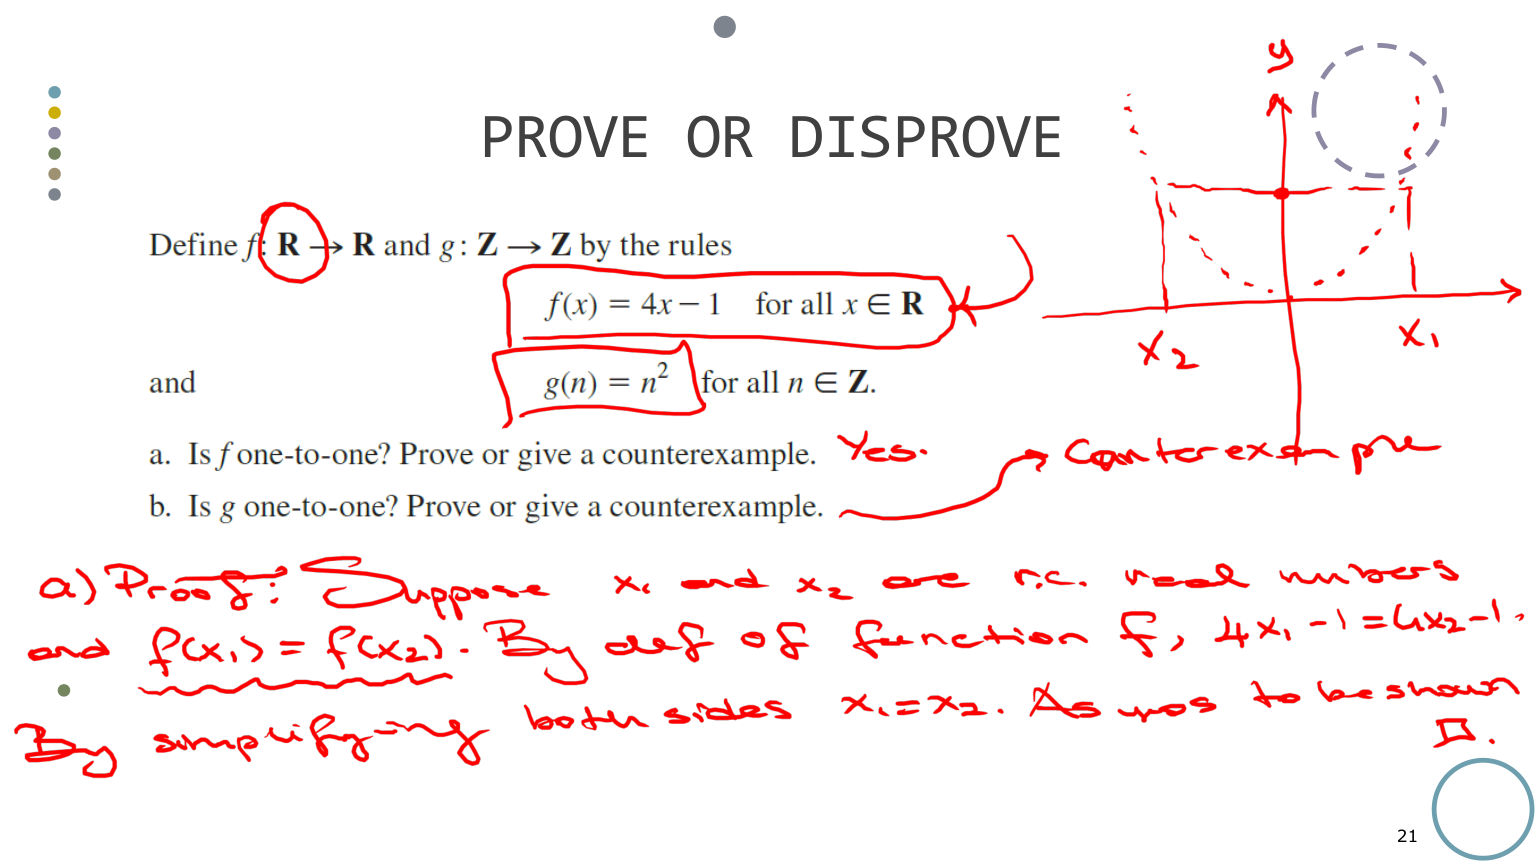 y
PROVE OR DISPROVE
Define f: R → R and g: Z → Z by the rules
f(x) = 4x − 1 for all x ∈ R
x₂ x₁
and g(n) = n² for all n ∈ Z.
a. Is f one-to-one? Prove or give a counterexample. Yes.
Counterexample
b. Is g one-to-one? Prove or give a counterexample.
a) Proof: Suppose x₁ and x₂ are r.c. real numbers
and f(x₁) = f(x₂). By def of function f, 4x₁ − 1 = 4x₂ − 1.
By simplifying both sides x₁ = x₂. As was to be shown
□.
21